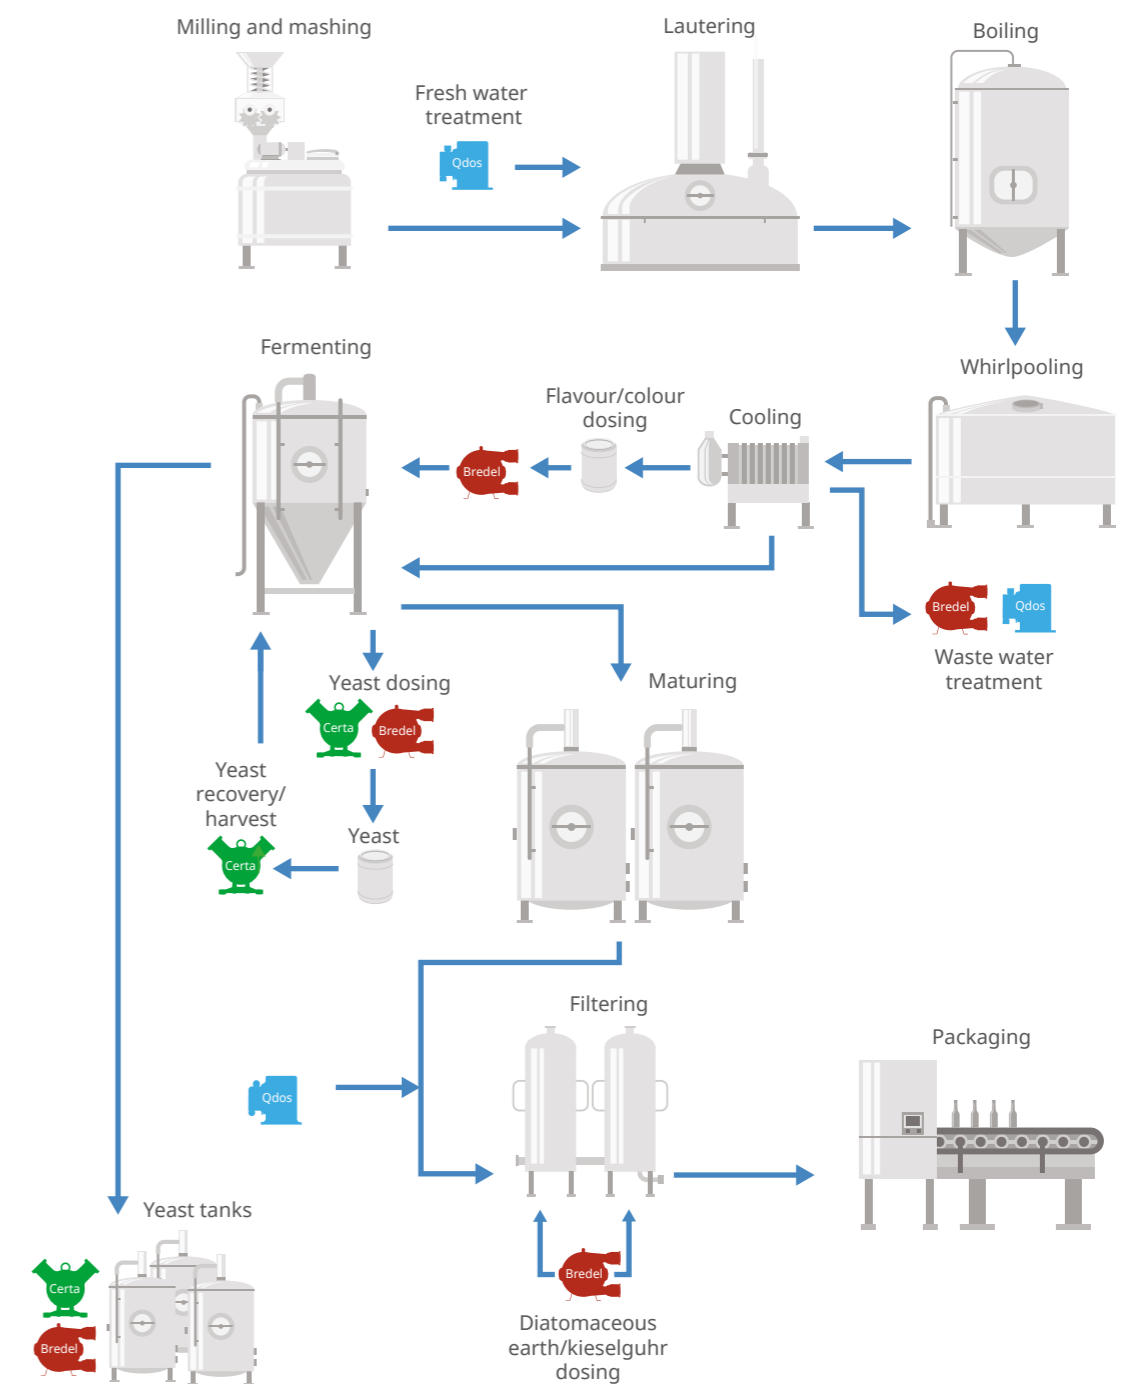 Milling and mashing
Lautering
Boiling
Fresh water
treatment
Qdos
Fermenting
Whirlpooling
Flavour/colour
dosing
Cooling
Bredel
Bredel
Qdos
Waste water
treatment
Yeast dosing
Certa
Bredel
Maturing
Yeast
recovery/
harvest
Certa
Yeast
Filtering
Packaging
Qdos
Yeast tanks
Certa
Bredel
Bredel
Diatomaceous
earth/kieselguhr
dosing